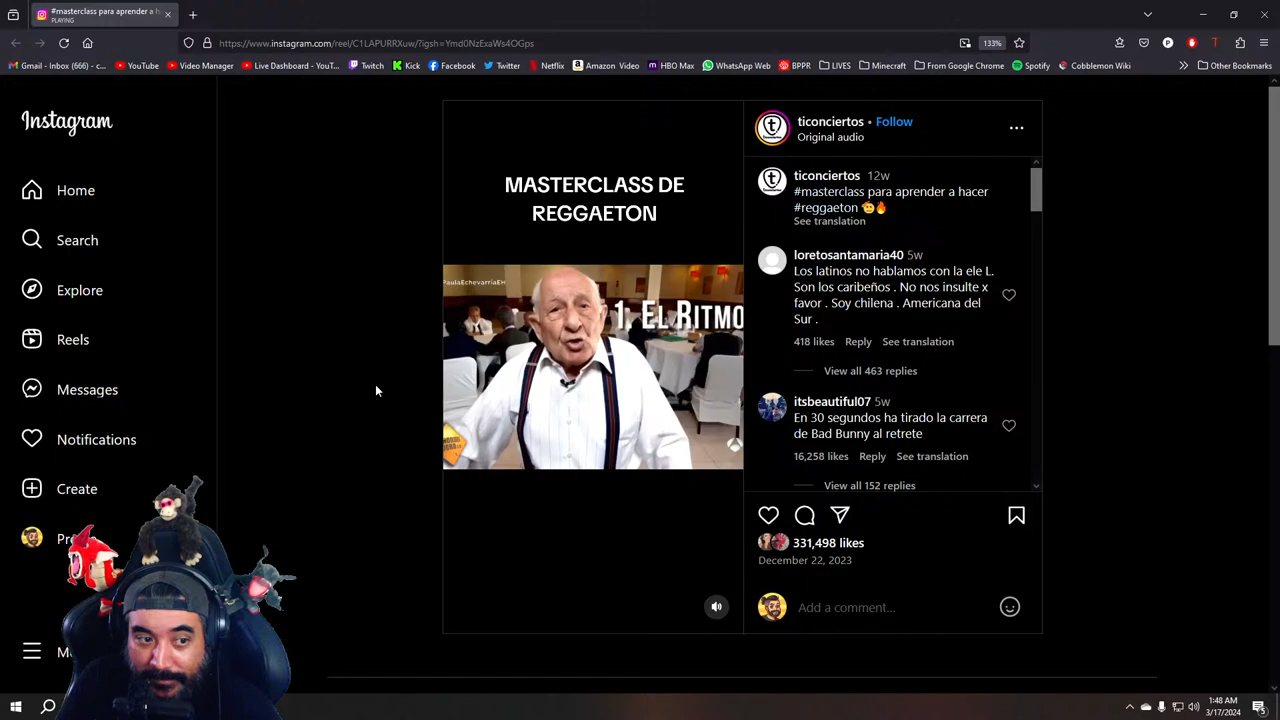 #masterclass para aprender a h
PLAYING
https://www.instagram.com/reel/C1LAPURRXuw/?igsh=Ymd0NzExaWs4OGps
133%
Gmail - Inbox (666) - c...
YouTube
Video Manager
Live Dashboard - YouT...
Twitch
Kick
Facebook
Twitter
Netflix
Amazon Video
HBO Max
WhatsApp Web
BPPR
LIVES
Minecraft
From Google Chrome
Spotify
Cobblemon Wiki
Other Bookmarks
Instagram
Home
Search
Explore
Reels
Messages
Notifications
Create
MASTERCLASS DE
REGGAETON
PaulaEchevarriaEH
1. EL RITMO
ticonciertos • Follow
Original audio
ticonciertos 12w
#masterclass para aprender a hacer
#reggaeton 🫡🔥
See translation
loretosantamaria40 5w
Los latinos no hablamos con la ele L.
Son los caribeños . No nos insulte x
favor . Soy chilena . Americana del
Sur .
418 likes Reply See translation
View all 463 replies
itsbeautiful07 5w
En 30 segundos ha tirado la carrera
de Bad Bunny al retrete
16,258 likes Reply See translation
View all 152 replies
331,498 likes
December 22, 2023
Add a comment...
1:48 AM
3/17/2024
5